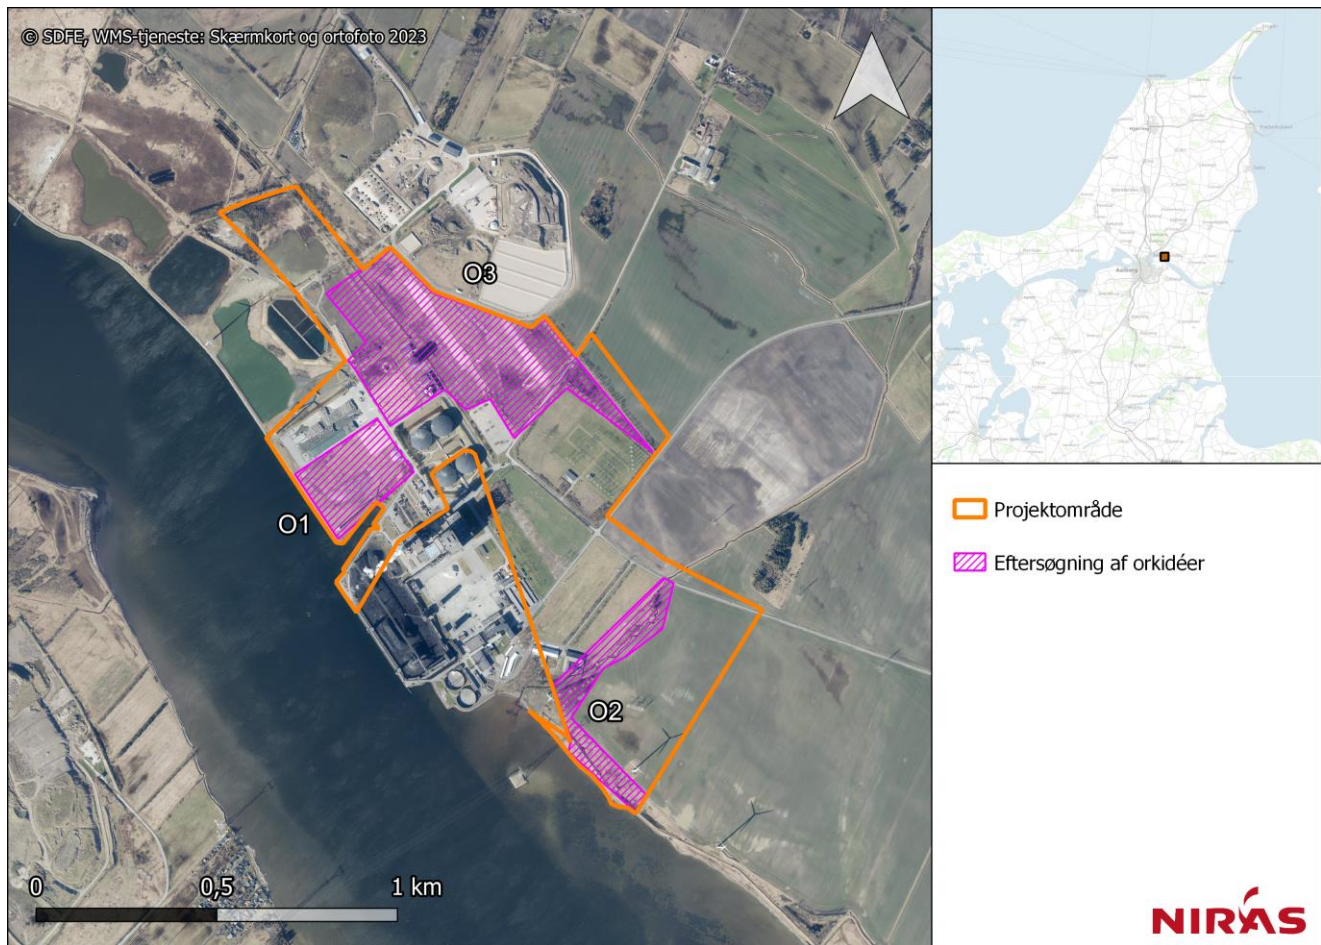 © SDFE, WMS-tjeneste: Skærmkort og ortofoto 2023
O3
O1
O2
0
0,5
1 km
Aalborg
Projektområde
Eftersøgning af orkidéer
NIRAS